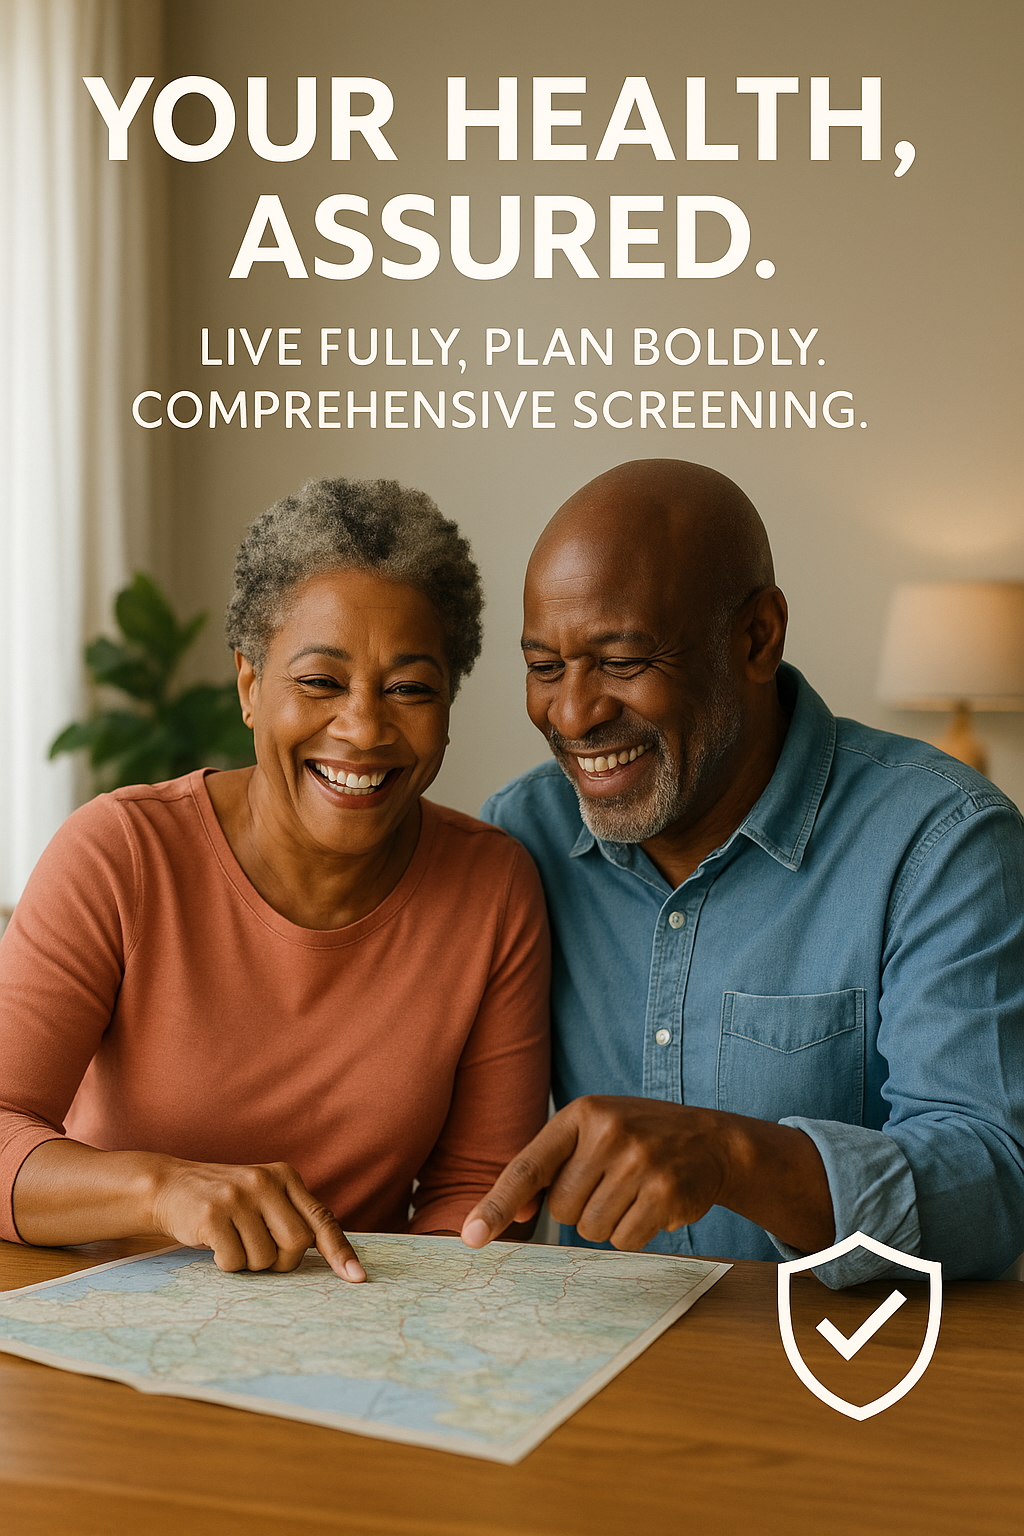 YOUR HEALTH,
ASSURED.
LIVE FULLY, PLAN BOLDLY.
COMPREHENSIVE SCREENING.